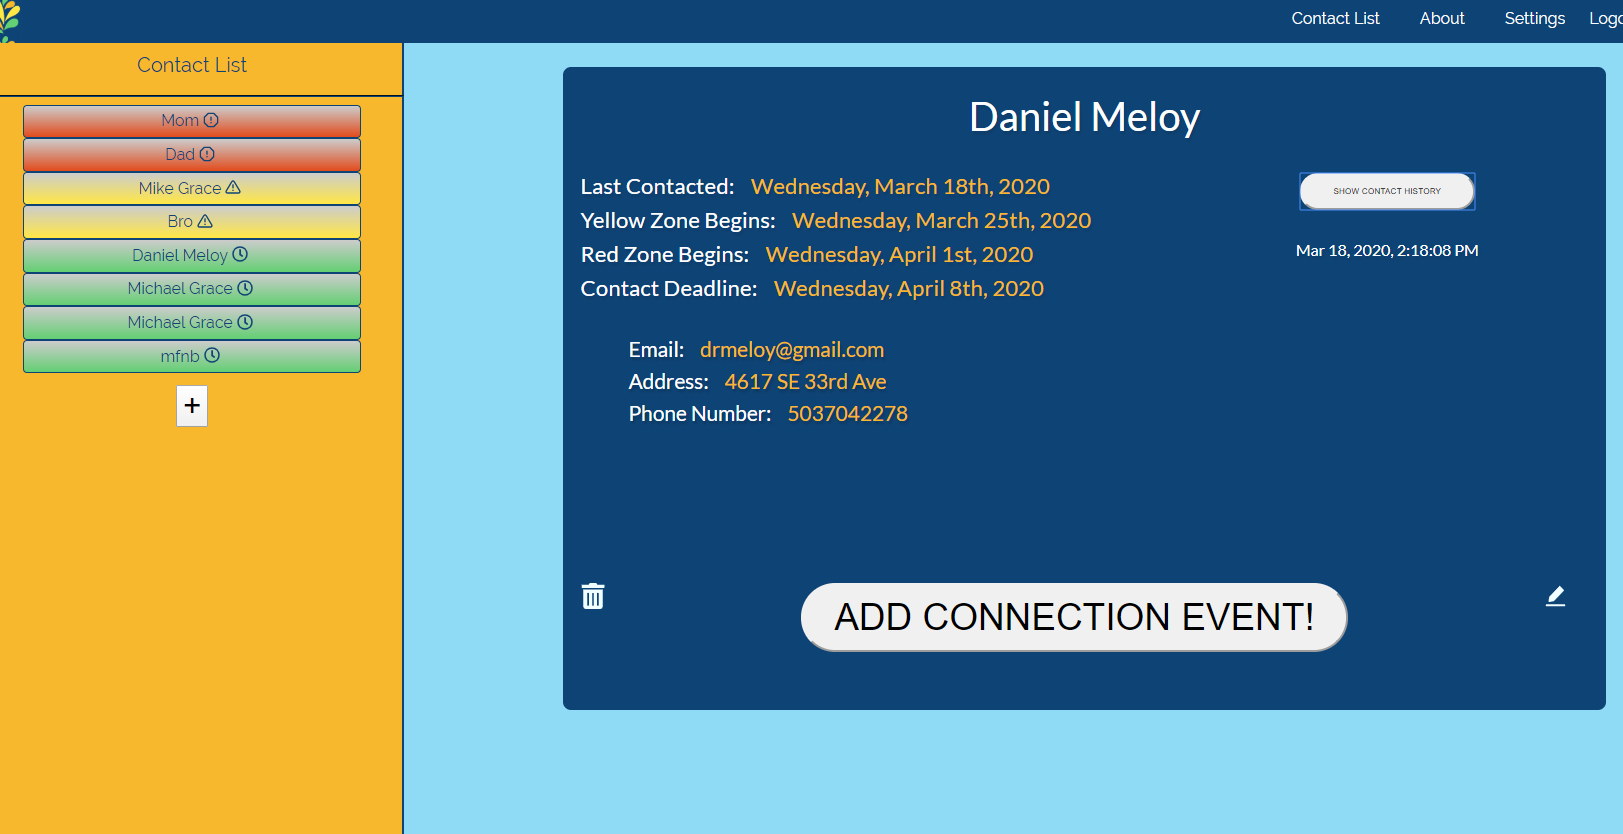 Contact List About Settings Logo
Contact List
Mom
Dad
Mike Grace
Bro
Daniel Meloy
Michael Grace
Michael Grace
mfnb
+
Daniel Meloy
Last Contacted: Wednesday, March 18th, 2020
Yellow Zone Begins: Wednesday, March 25th, 2020
Red Zone Begins: Wednesday, April 1st, 2020
Contact Deadline: Wednesday, April 8th, 2020
SHOW CONTACT HISTORY
Mar 18, 2020, 2:18:08 PM
Email: drmeloy@gmail.com
Address: 4617 SE 33rd Ave
Phone Number: 5037042278
ADD CONNECTION EVENT!